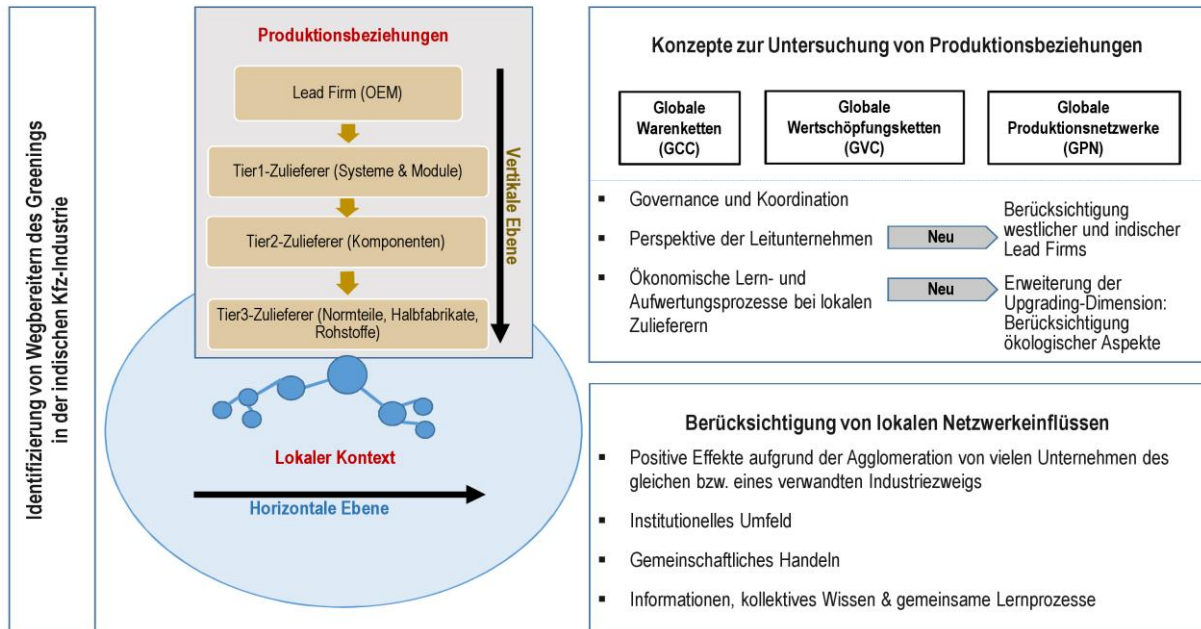 Identifizierung von Wegbereitern des Greenings
in der indischen Kfz-Industrie
Produktionsbeziehungen
Lead Firm (OEM)
Tier1-Zulieferer (Systeme & Module)
Tier2-Zulieferer (Komponenten)
Tier3-Zulieferer (Normteile, Halbfabrikate,
Rohstoffe)
Vertikale Ebene
Lokaler Kontext
Horizontale Ebene
Konzepte zur Untersuchung von Produktionsbeziehungen
Globale
Warenketten
(GCC)
Globale
Wertschöpfungsketten
(GVC)
Globale
Produktionsnetzwerke
(GPN)
▪ Governance und Koordination
▪ Perspektive der Leitunternehmen
Neu
Berücksichtigung
westlicher und indischer
Lead Firms
▪ Ökonomische Lern- und
Aufwertungsprozesse bei lokalen
Zulieferern
Neu
Erweiterung der
Upgrading-Dimension:
Berücksichtigung
ökologischer Aspekte
Berücksichtigung von lokalen Netzwerkeinflüssen
▪ Positive Effekte aufgrund der Agglomeration von vielen Unternehmen des
gleichen bzw. eines verwandten Industriezweigs
▪ Institutionelles Umfeld
▪ Gemeinschaftliches Handeln
▪ Informationen, kollektives Wissen & gemeinsame Lernprozesse